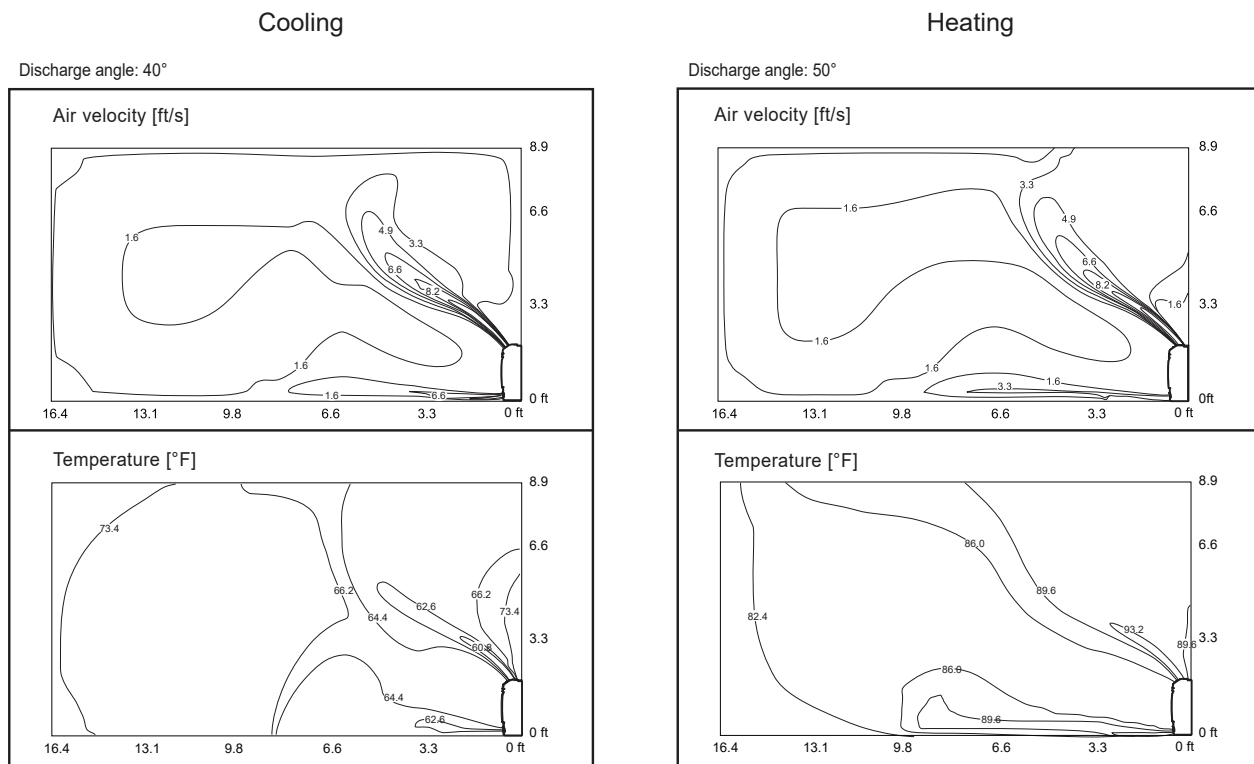 Cooling
Heating
Discharge angle: 40°
Discharge angle: 50°
Air velocity [ft/s]
8.9
6.6
3.3
0 ft
1.6
4.9
3.3
6.6
8.2
1.6
1.6
6.6
16.4 13.1 9.8 6.6 3.3 0 ft
Air velocity [ft/s]
8.9
6.6
3.3
0ft
3.3
1.6
4.9
6.6
8.2
1.6
1.6
1.6
1.6
3.3
16.4 13.1 9.8 6.6 3.3 0 ft
Temperature [°F]
8.9
6.6
3.3
0 ft
73.4
66.2
62.6
66.2
64.4
73.4
60.8
64.4
62.6
16.4 13.1 9.8 6.6 3.3 0 ft
Temperature [°F]
8.9
6.6
3.3
0 ft
86.0
89.6
82.4
93.2
89.6
86.0
89.6
16.4 13.1 9.8 6.6 3.3 0 ft